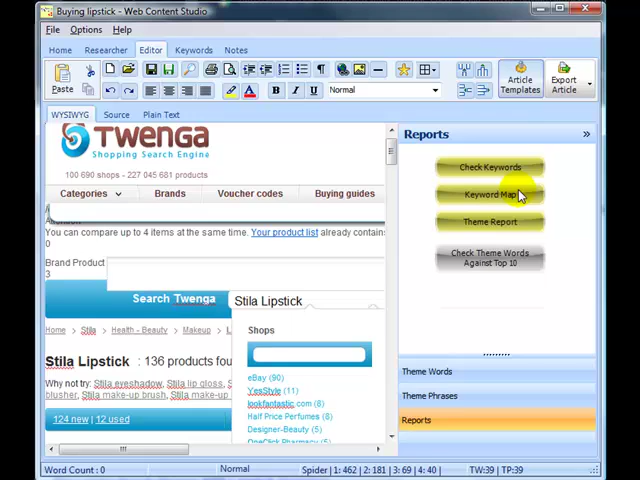 Buying lipstick - Web Content Studio
File Options Help
Home Researcher Editor Keywords Notes
Paste
Normal
Article Templates
Export Article
WYSIWYG Source Plain Text
TWENGA
Shopping Search Engine
100 690 shops - 227 045 681 products
Categories Brands Voucher codes Buying guides
You can compare up to 4 items at the same time. Your product list already contains
0
Brand Product
3
Search Twenga
Stila Lipstick
Home Stila Health - Beauty Makeup
Shops
Stila Lipstick : 136 products fou
Why not try: Stila eyeshadow, Stila lip gloss,
blusher, Stila make-up brush, Stila make-up
124 new | 12 used
eBay (90)
YesStyle (11)
lookfantastic.com (8)
Half Price Perfumes (8)
Designer-Beauty (5)
OneClick Pharmacy (5)
Reports »
Check Keywords
Keyword Map
Theme Report
Check Theme Words
Against Top 10
Theme Words
Theme Phrases
Reports
Word Count : 0 Normal Spider | 1: 462 | 2: 181 | 3: 69 | 4: 40 | TW:39 | TP:39